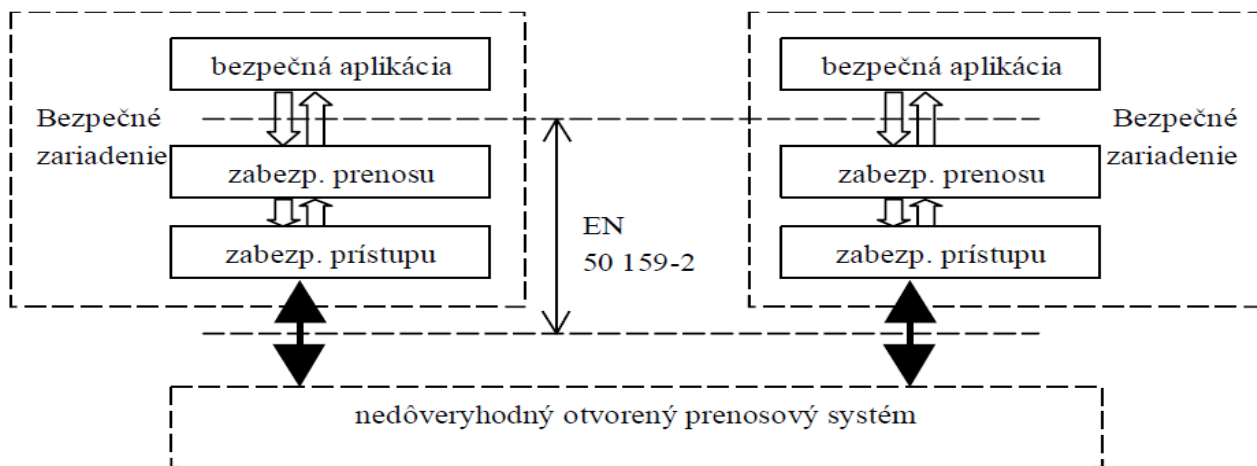 bezpečná aplikácia
Bezpečné
zariadenie
zabezp. prenosu
zabezp. prístupu
EN
50 159-2
bezpečná aplikácia
Bezpečné
zariadenie
zabezp. prenosu
zabezp. prístupu
nedôveryhodný otvorený prenosový systém